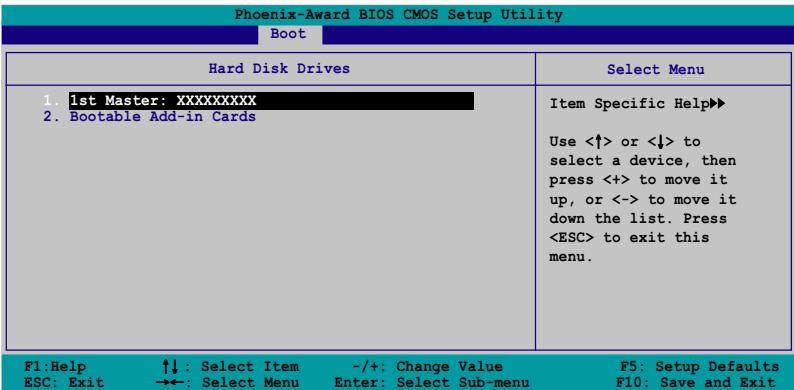 Phoenix-Award BIOS CMOS Setup Utility
Boot
Hard Disk Drives
Select Menu
1. 1st Master: XXXXXXXXX
2. Bootable Add-in Cards
Item Specific Help▶▶
Use <↑> or <↓> to
select a device, then
press <+> to move it
up, or <-> to move it
down the list. Press
<ESC> to exit this
menu.
F1:Help ↑↓ : Select Item -/+: Change Value F5: Setup Defaults
ESC: Exit →←: Select Menu Enter: Select Sub-menu F10: Save and Exit